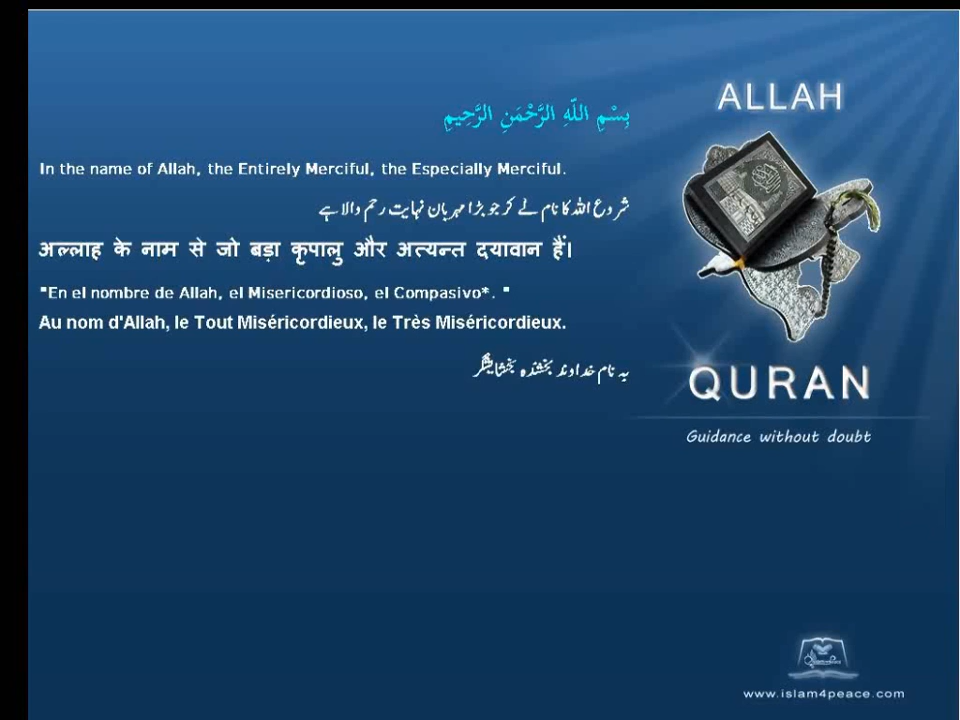 بِسْمِ اللّهِ الرَّحْمَنِ الرَّحِيمِ
In the name of Allah, the Entirely Merciful, the Especially Merciful.
شروع الله کا نام لے کر جو بڑا مہربان نہایت رحم والا ہے
अल्लाह के नाम से जो बड़ा कृपालु और अत्यन्त दयावान हैं।
"En el nombre de Allah, el Misericordioso, el Compasivo*. "
Au nom d'Allah, le Tout Miséricordieux, le Très Miséricordieux.
به نام خداوند بخشنده بخشایشگر
ALLAH
QURAN
Guidance without doubt
www.islam4peace.com